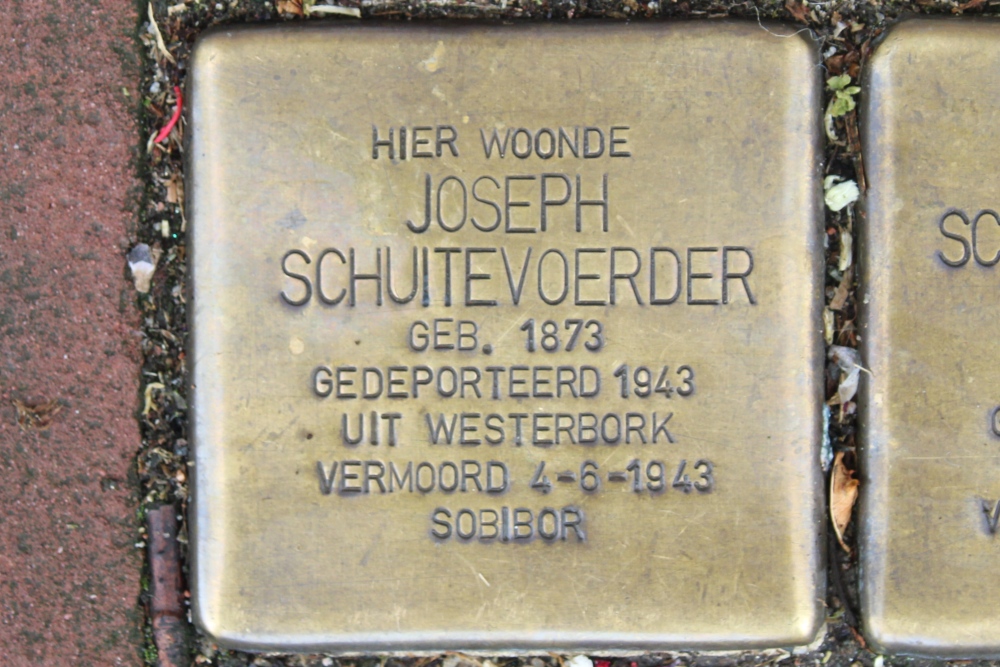 HIER WOONDE
JOSEPH
SCHUITEVOERDER
GEB. 1873
GEDEPORTEERD 1943
UIT WESTERBORK
VERMOORD 4-6-1943
SOBIBOR